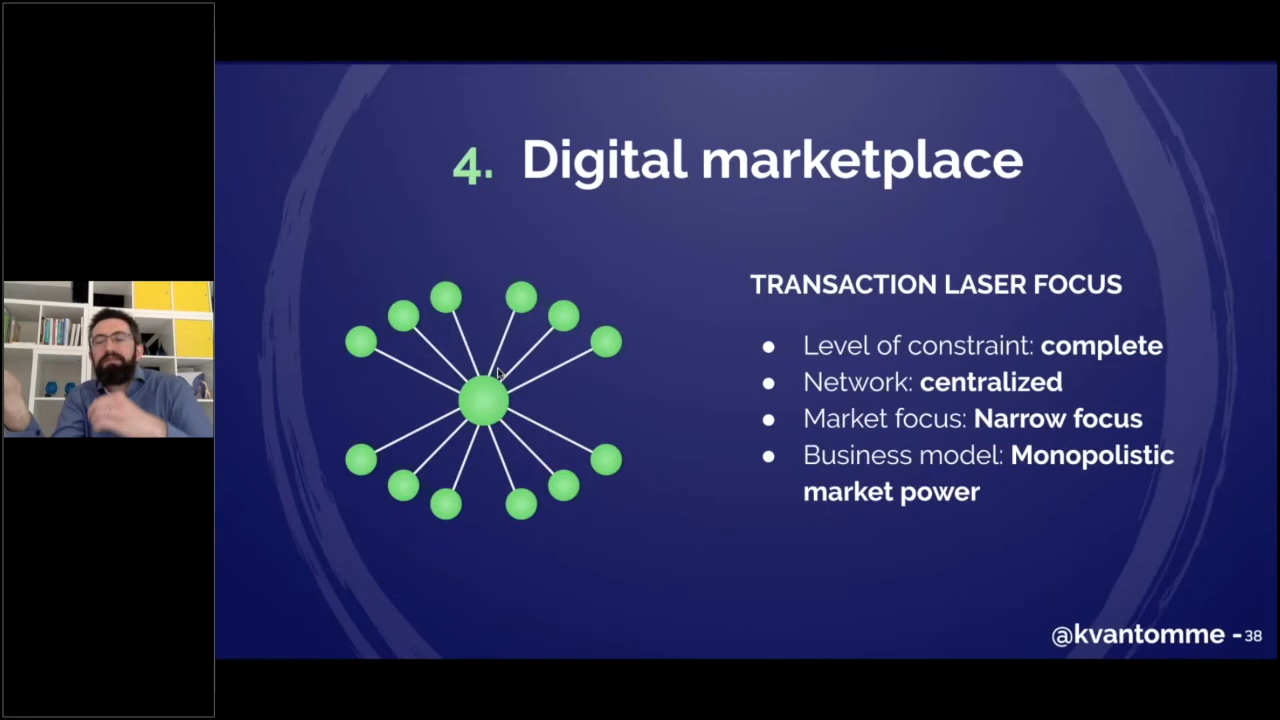 4. Digital marketplace
TRANSACTION LASER FOCUS
● Level of constraint: complete
● Network: centralized
● Market focus: Narrow focus
● Business model: Monopolistic
market power
@kvantomme - 38